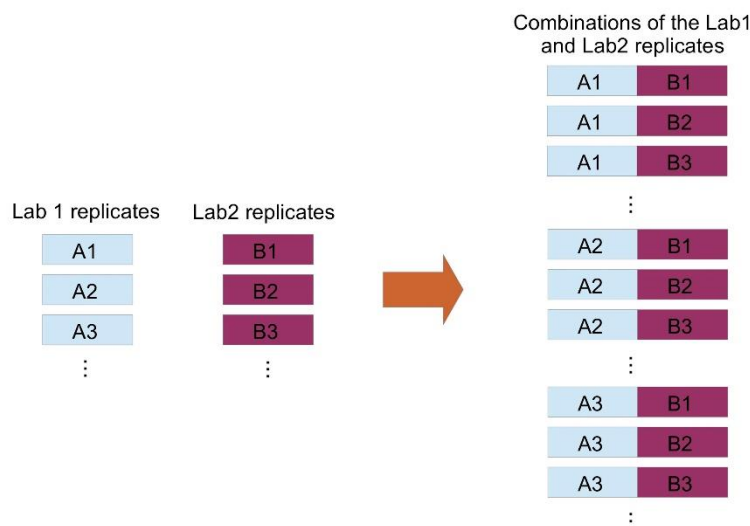 Combinations of the Lab1
and Lab2 replicates
A1 B1
A1 B2
A1 B3
⋮
Lab 1 replicates Lab2 replicates
A1 B1
A2 B2
A3 B3
⋮ ⋮
A2 B1
A2 B2
A2 B3
⋮
A3 B1
A3 B2
A3 B3
⋮